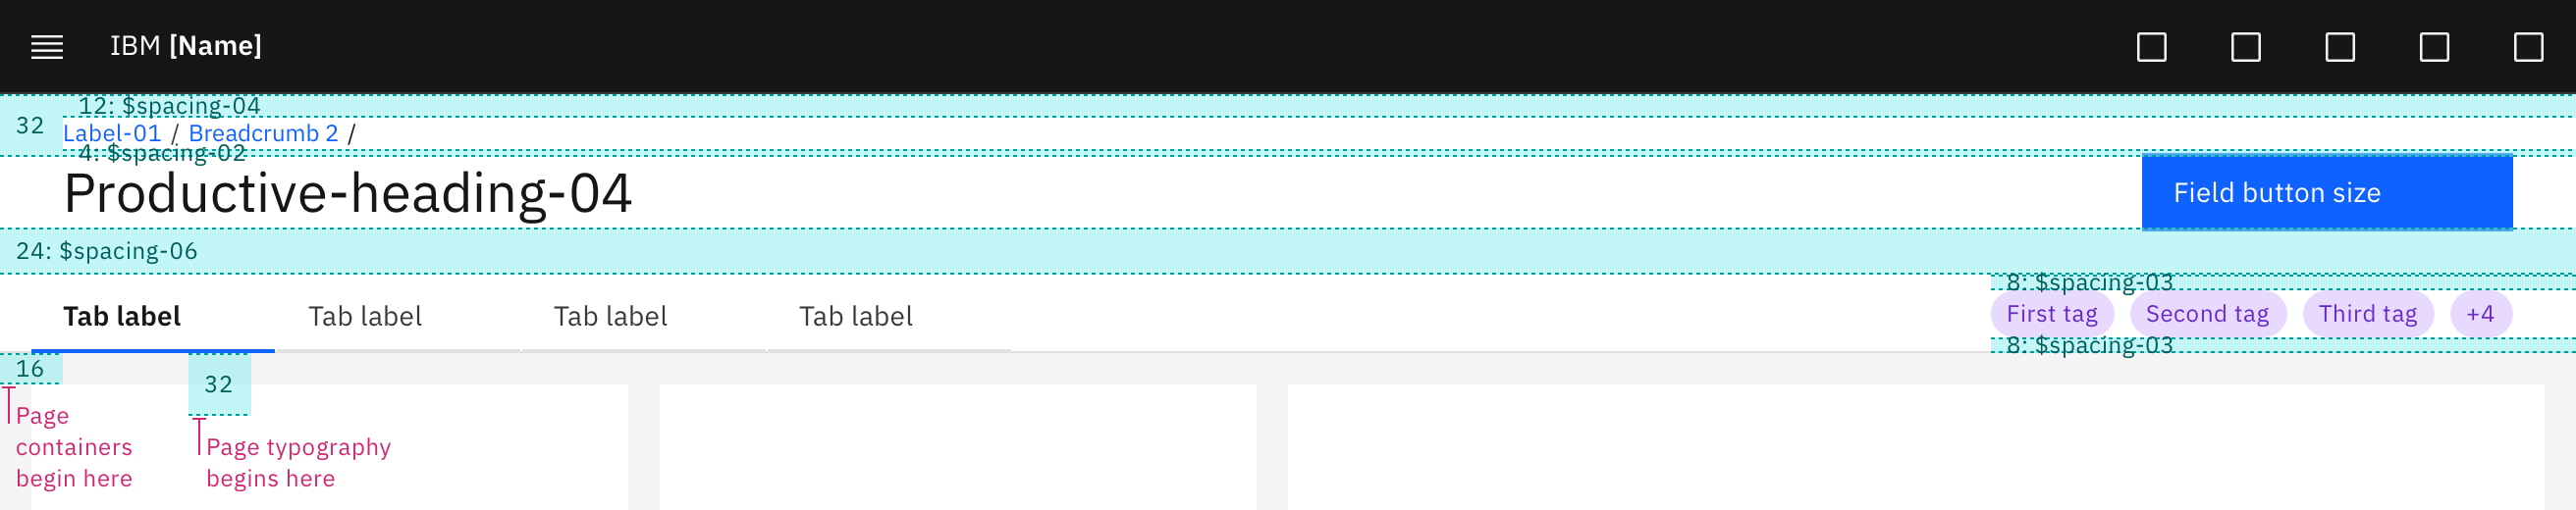 IBM [Name]
12: $spacing-04
32
Label-01 / Breadcrumb 2 /
4: $spacing-02
Productive-heading-04
Field button size
24: $spacing-06
8: $spacing-03
Tab label Tab label Tab label Tab label
First tag Second tag Third tag +4
8: $spacing-03
16
32
Page
containers
begin here
Page typography
begins here